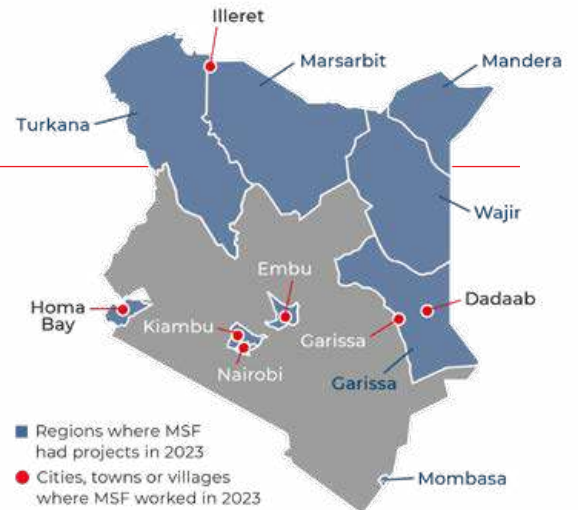 Illeret
Marsarbit
Mandera
Turkana
Wajir
Embu
Homa
Bay
Dadaab
Kiambu
Garissa
Nairobi
Garissa
Regions where MSF
had projects in 2023
Mombasa
Cities, towns or villages
where MSF worked in 2023